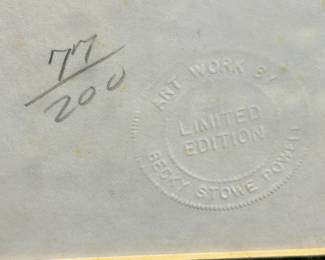 77/200
ART WORK BY
LIMITED
EDITION
BECKY STOWE POWELL